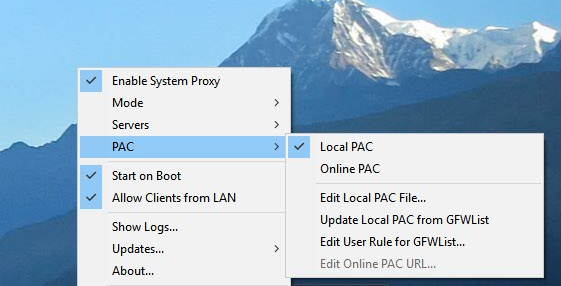 Enable System Proxy
Mode
Servers
PAC
Start on Boot
Allow Clients from LAN
Show Logs...
Updates...
About...
Local PAC
Online PAC
Edit Local PAC File...
Update Local PAC from GFWList
Edit User Rule for GFWList...
Edit Online PAC URL...